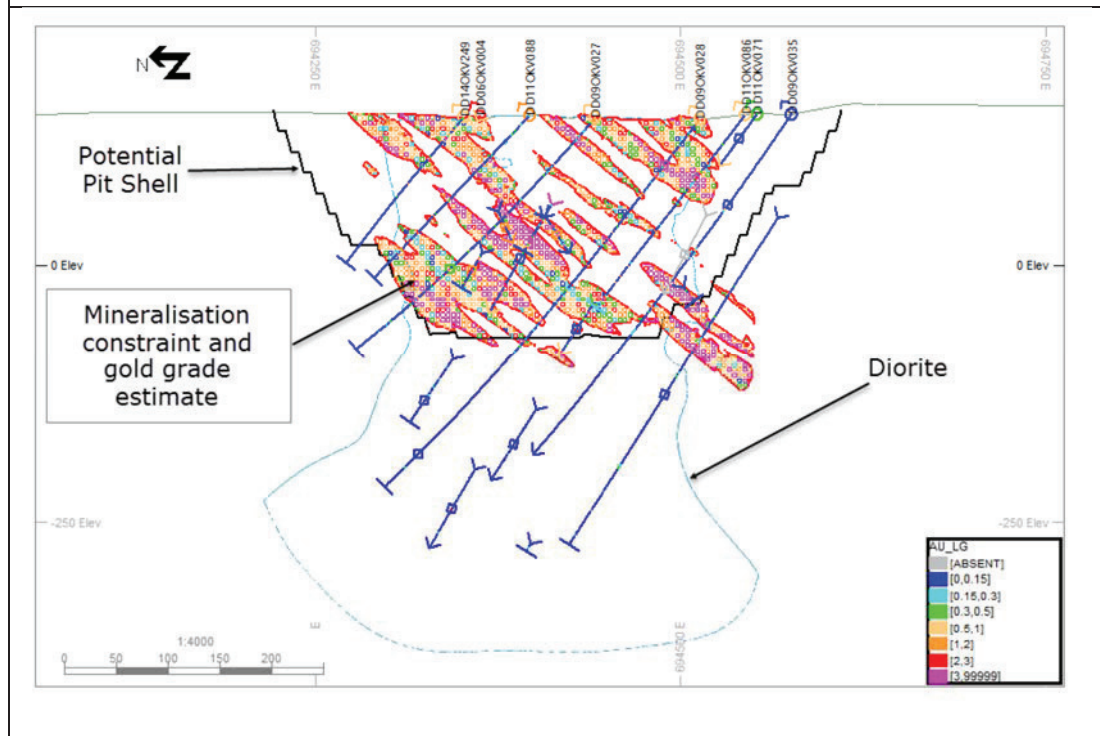 N
694250 E
694500 E
694750 E
DD14OKV249
DD06OKV004
DD11OKV088
DD09OKV027
DD09OKV028
DD11OKV086
DD11OKV071
DD09OKV035
Potential
Pit Shell
0 Elev
0 Elev
Mineralisation
constraint and
gold grade
estimate
Diorite
-250 Elev
-250 Elev
AU_LG
[ABSENT]
[0,0.15]
[0.15,0.3]
[0.3,0.5]
[0.5,1]
[1,2]
[2,3]
[3,99999]
E
694500 E
1:4000
0 50 100 150 200